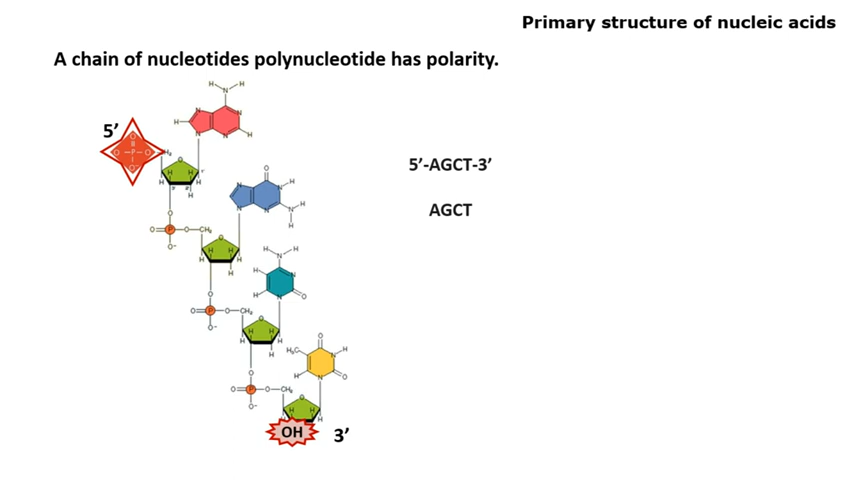 Primary structure of nucleic acids
A chain of nucleotides polynucleotide has polarity.
5’
5’-AGCT-3’
AGCT
OH
3’